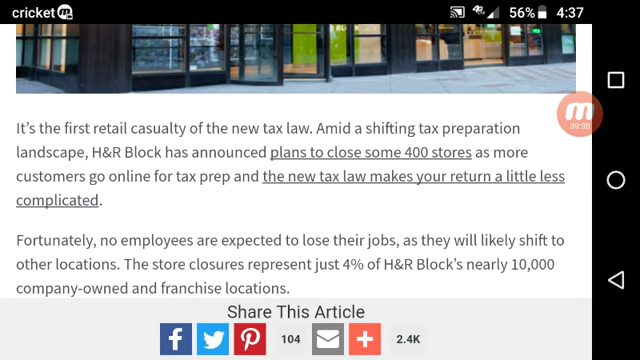 cricket 4G 56% 4:37
39:30
It's the first retail casualty of the new tax law. Amid a shifting tax preparation
landscape, H&R Block has announced plans to close some 400 stores as more
customers go online for tax prep and the new tax law makes your return a little less
complicated.
Fortunately, no employees are expected to lose their jobs, as they will likely shift to
other locations. The store closures represent just 4% of H&R Block's nearly 10,000
company-owned and franchise locations.
Share This Article
104 2.4K